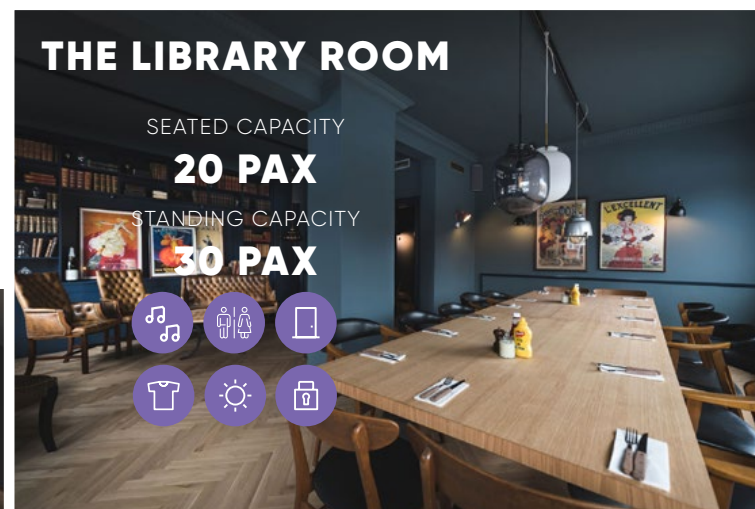 THE LIBRARY ROOM
SEATED CAPACITY
20 PAX
STANDING CAPACITY
30 PAX
L'EXCELLENT